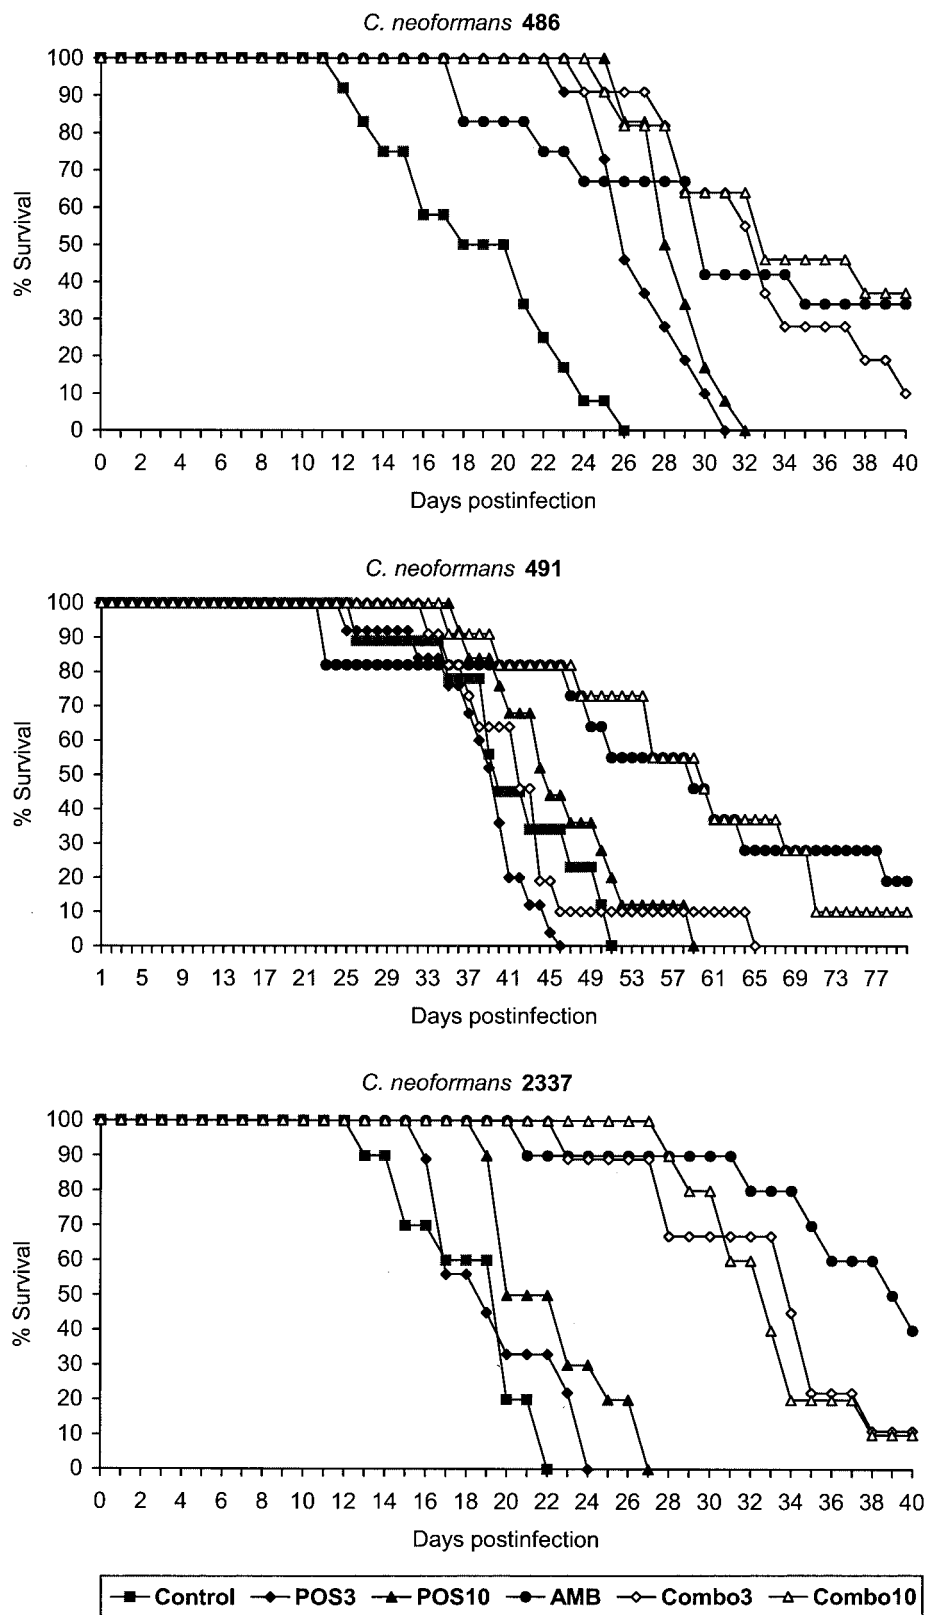 C. neoformans 486
100
90
80
70
60
50
40
30
20
10
0
% Survival
0 2 4 6 8 10 12 14 16 18 20 22 24 26 28 30 32 34 36 38 40
Days postinfection
C. neoformans 491
100
90
80
70
60
50
40
30
20
10
0
% Survival
1 5 9 13 17 21 25 29 33 37 41 45 49 53 57 61 65 69 73 77
Days postinfection
C. neoformans 2337
100
90
80
70
60
50
40
30
20
10
0
% Survival
0 2 4 6 8 10 12 14 16 18 20 22 24 26 28 30 32 34 36 38 40
Days postinfection
Control POS3 POS10 AMB Combo3 Combo10